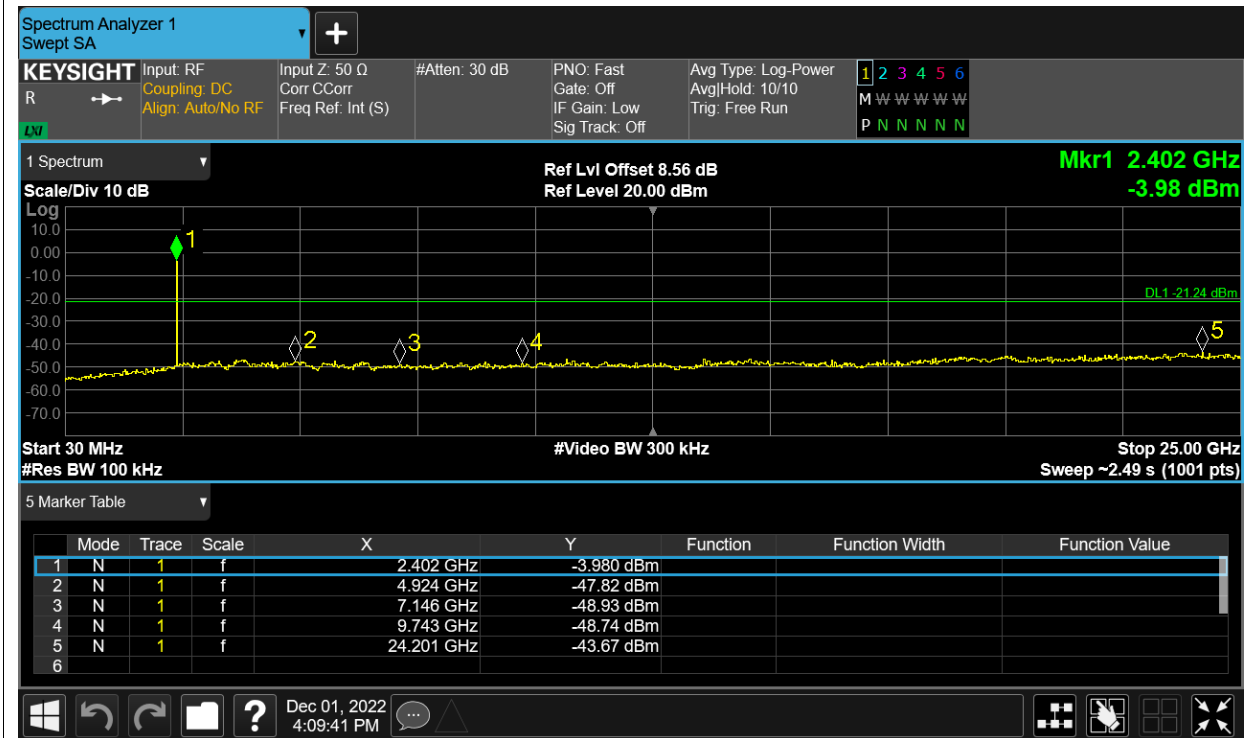 Spectrum Analyzer 1
Swept SA
+
KEYSIGHT Input: RF Input Z: 50 Ω #Atten: 30 dB PNO: Fast Avg Type: Log-Power 1 2 3 4 5 6
R Coupling: DC Corr CCorr Gate: Off Avg|Hold: 10/10 M W W W W W
Align: Auto/No RF Freq Ref: Int (S) IF Gain: Low Trig: Free Run
LXI Sig Track: Off P N N N N N
1 Spectrum Ref Lvl Offset 8.56 dB Mkr1 2.402 GHz
Scale/Div 10 dB Ref Level 20.00 dBm -3.98 dBm
Log
10.0
1
0.00
-10.0
-20.0 DL1 -21.24 dBm
-30.0
-40.0 2 3 4 5
-50.0
-60.0
-70.0
Start 30 MHz #Video BW 300 kHz Stop 25.00 GHz
#Res BW 100 kHz Sweep ~2.49 s (1001 pts)
5 Marker Table
Mode Trace Scale X Y Function Function Width Function Value
1 N 1 f 2.402 GHz -3.980 dBm
2 N 1 f 4.924 GHz -47.82 dBm
3 N 1 f 7.146 GHz -48.93 dBm
4 N 1 f 9.743 GHz -48.74 dBm
5 N 1 f 24.201 GHz -43.67 dBm
6
? Dec 01, 2022
4:09:41 PM